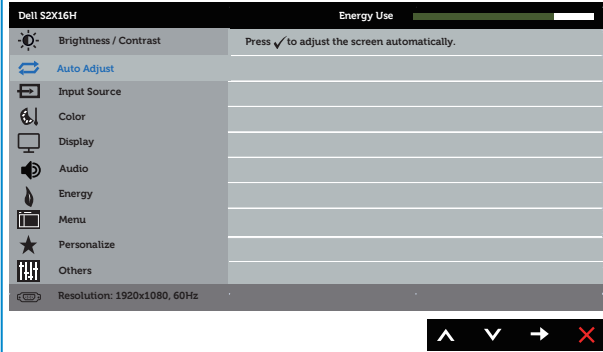 Dell S2X16H Energy Use
Brightness / Contrast Press ✓ to adjust the screen automatically.
Auto Adjust
Input Source
Color
Display
Audio
Energy
Menu
Personalize
Others
Resolution: 1920x1080, 60Hz